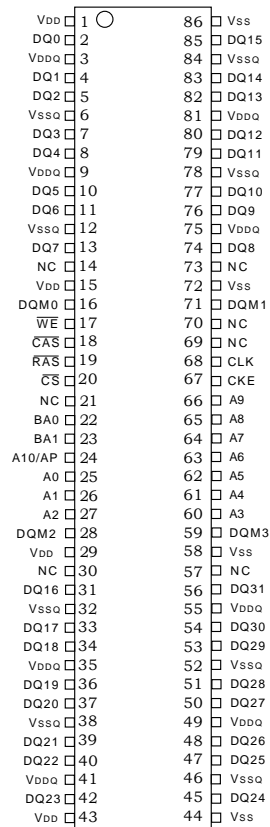 VDD 1 86 VSS
DQ0 2 85 DQ15
VDDQ 3 84 VSSQ
DQ1 4 83 DQ14
DQ2 5 82 DQ13
VSSQ 6 81 VDDQ
DQ3 7 80 DQ12
DQ4 8 79 DQ11
VDDQ 9 78 VSSQ
DQ5 10 77 DQ10
DQ6 11 76 DQ9
VSSQ 12 75 VDDQ
DQ7 13 74 DQ8
NC 14 73 NC
VDD 15 72 VSS
DQM0 16 71 DQM1
W̅E̅ 17 70 NC
C̅A̅S̅ 18 69 NC
R̅A̅S̅ 19 68 CLK
C̅S̅ 20 67 CKE
NC 21 66 A9
BA0 22 65 A8
BA1 23 64 A7
A10/AP 24 63 A6
A0 25 62 A5
A1 26 61 A4
A2 27 60 A3
DQM2 28 59 DQM3
VDD 29 58 VSS
NC 30 57 NC
DQ16 31 56 DQ31
VSSQ 32 55 VDDQ
DQ17 33 54 DQ30
DQ18 34 53 DQ29
VDDQ 35 52 VSSQ
DQ19 36 51 DQ28
DQ20 37 50 DQ27
VSSQ 38 49 VDDQ
DQ21 39 48 DQ26
DQ22 40 47 DQ25
VDDQ 41 46 VSSQ
DQ23 42 45 DQ24
VDD 43 44 VSS